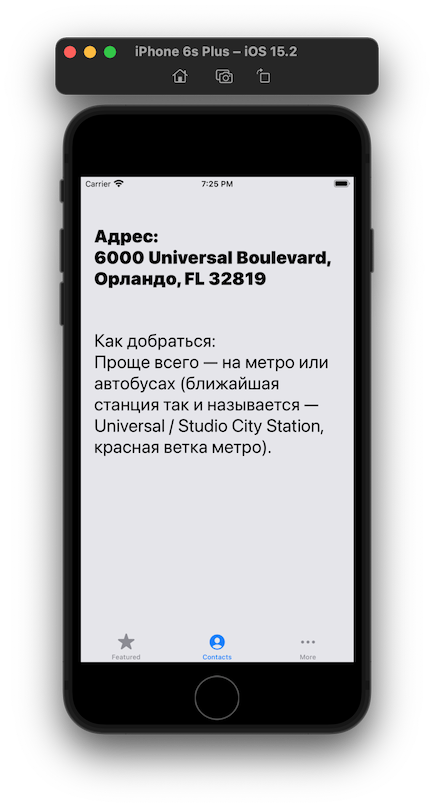 iPhone 6s Plus – iOS 15.2
Carrier 7:25 PM
Адрес:
6000 Universal Boulevard,
Орландо, FL 32819
Как добраться:
Проще всего — на метро или
автобусах (ближайшая
станция так и называется —
Universal / Studio City Station,
красная ветка метро).
Featured Contacts More